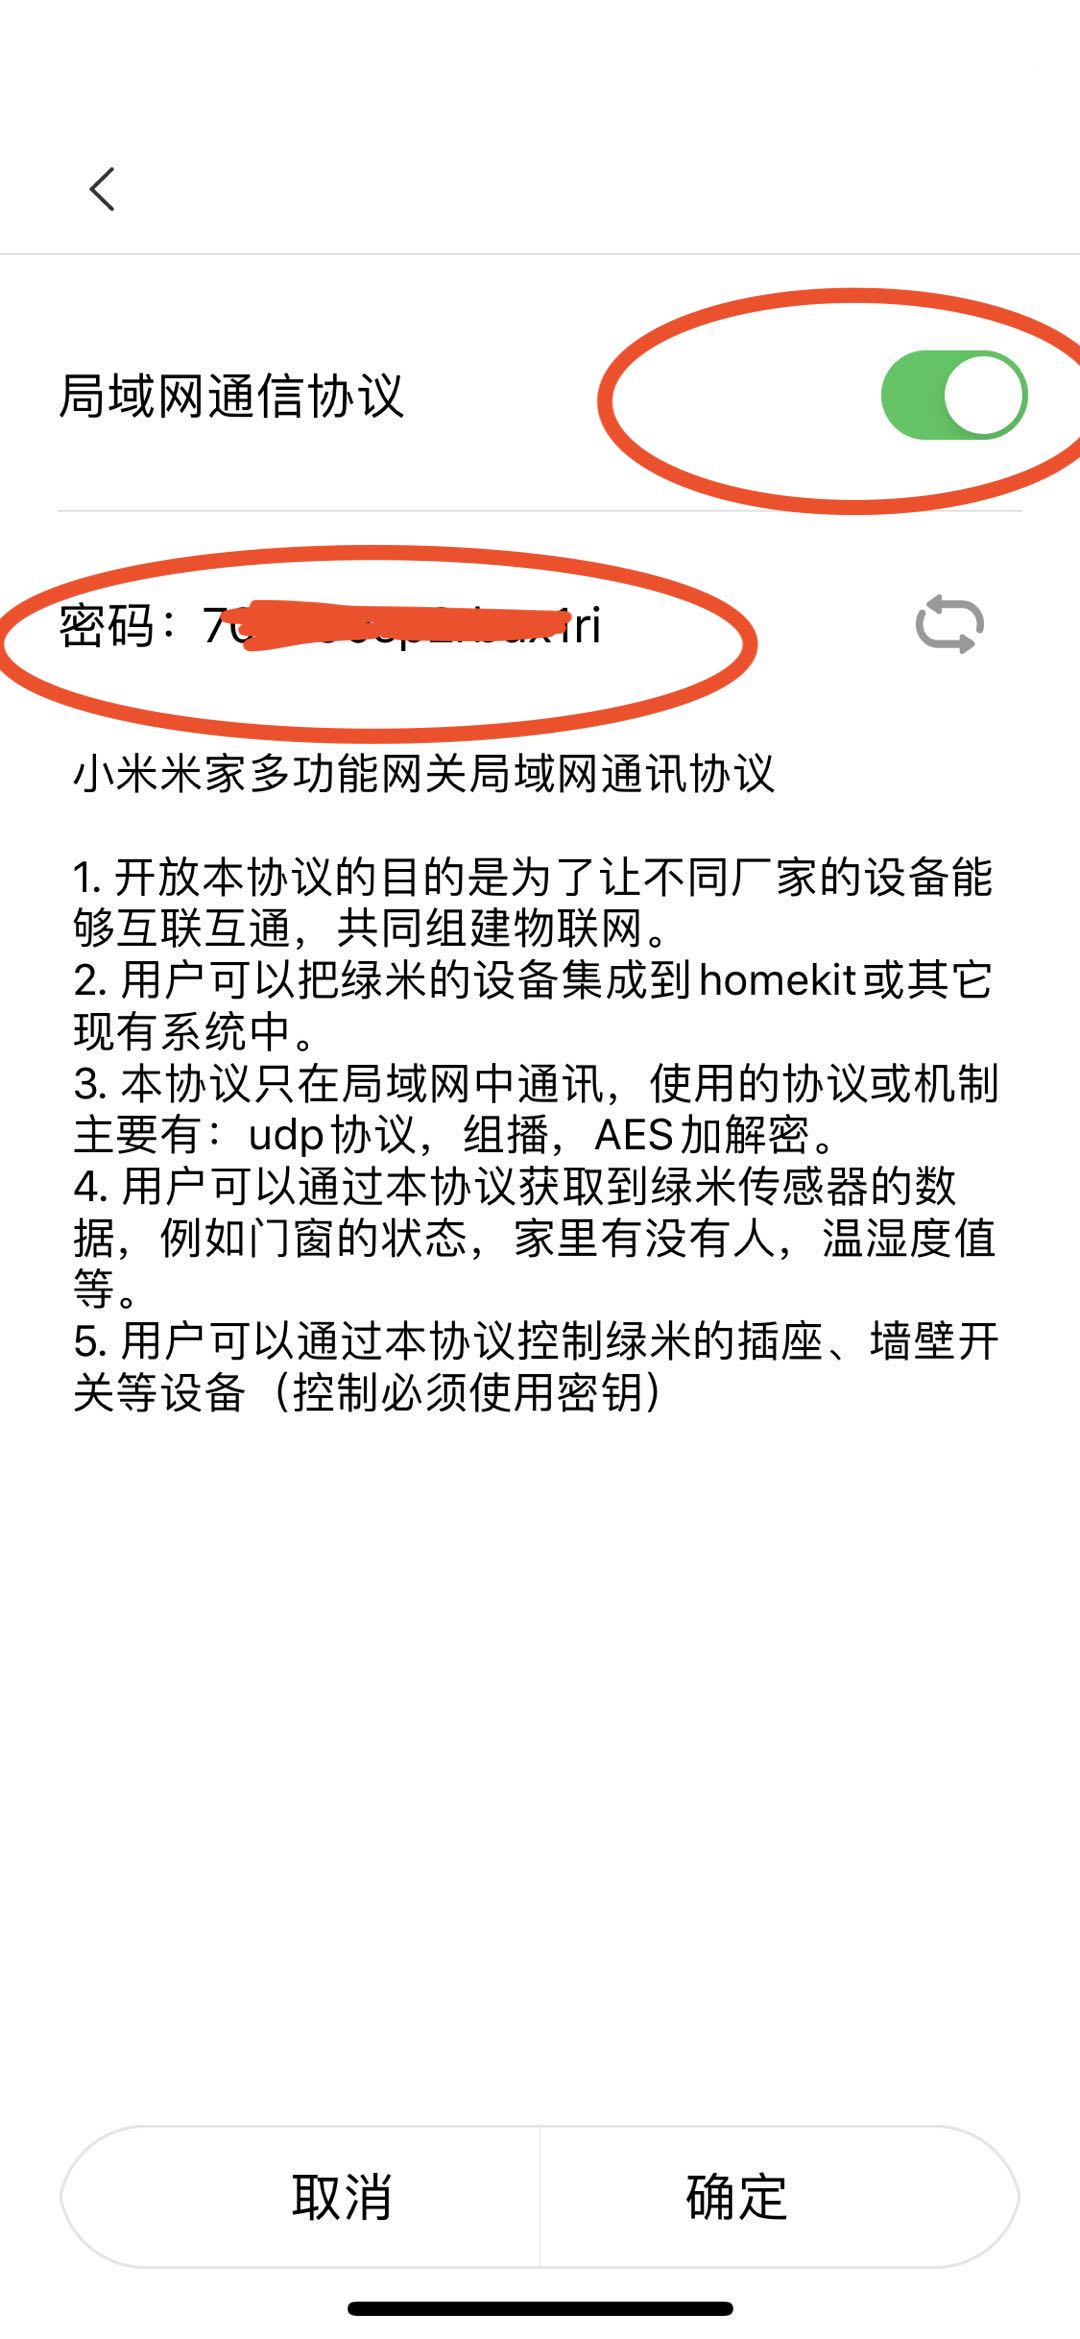 局域网通信协议
密码：7
1ri
小米米家多功能网关局域网通讯协议
1. 开放本协议的目的是为了让不同厂家的设备能
够互联互通，共同组建物联网。
2. 用户可以把绿米的设备集成到homekit或其它
现有系统中。
3. 本协议只在局域网中通讯，使用的协议或机制
主要有：udp协议，组播，AES加解密。
4. 用户可以通过本协议获取到绿米传感器的数
据，例如门窗的状态，家里有没有人，温湿度值
等。
5. 用户可以通过本协议控制绿米的插座、墙壁开
关等设备（控制必须使用密钥）
取消
确定